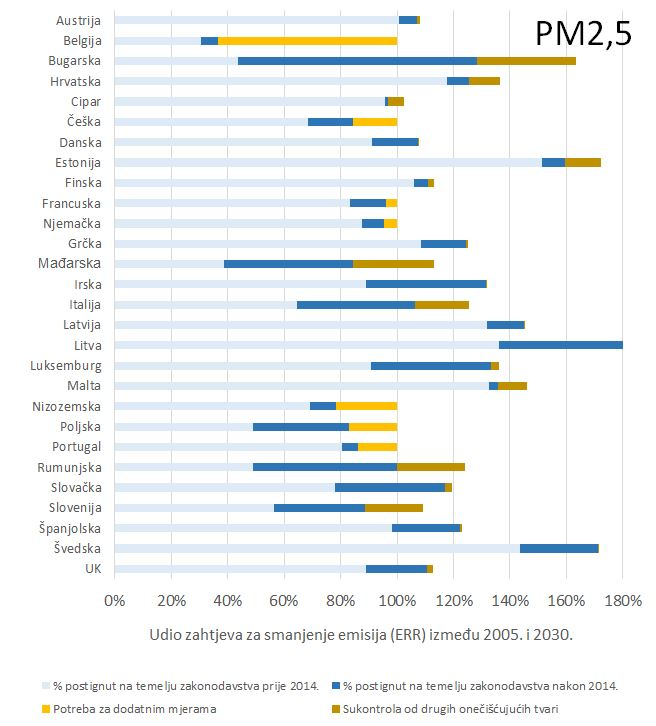 PM2,5
Austrija
Belgija
Bugarska
Hrvatska
Cipar
Češka
Danska
Estonija
Finska
Francuska
Njemačka
Grčka
Mađarska
Irska
Italija
Latvija
Litva
Luksemburg
Malta
Nizozemska
Poljska
Portugal
Rumunjska
Slovačka
Slovenija
Španjolska
Švedska
UK
0% 20% 40% 60% 80% 100% 120% 140% 160% 180%
Udio zahtjeva za smanjenje emisija (ERR) između 2005. i 2030.
% postignut na temelju zakonodavstva prije 2014. % postignut na temelju zakonodavstva nakon 2014.
Potreba za dodatnim mjerama Sukontrola od drugih onečišćujućih tvari